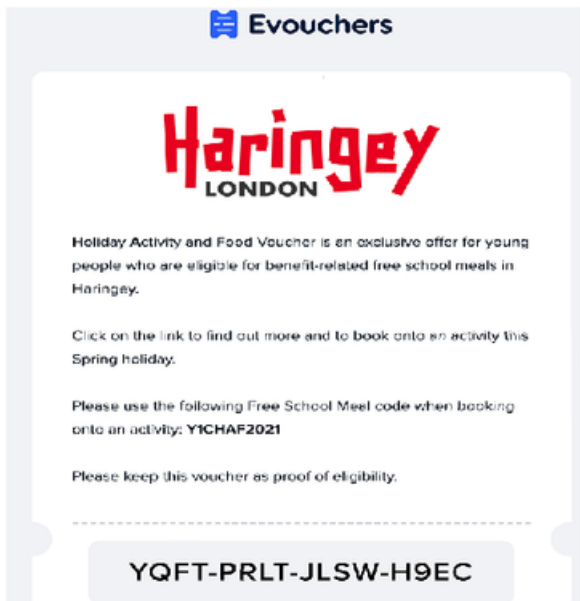 Evouchers
Haringey
LONDON
Holiday Activity and Food Voucher is an exclusive offer for young
people who are eligible for benefit-related free school meals in
Haringey.
Click on the link to find out more and to book onto an activity this
Spring holiday.
Please use the following Free School Meal code when booking
onto an activity: Y1CHAF2021
Please keep this voucher as proof of eligibility.
YQFT-PRLT-JLSW-H9EC